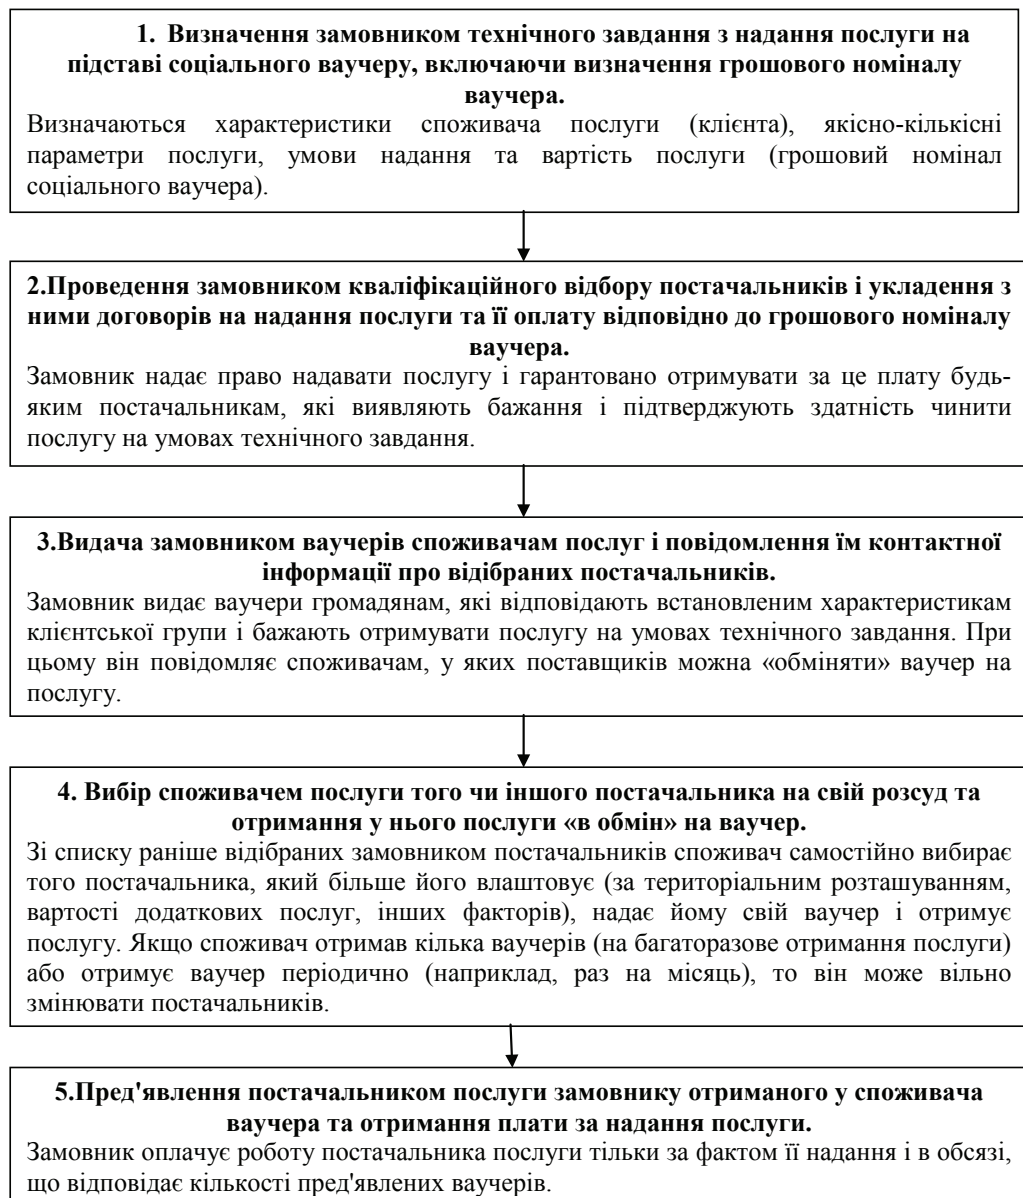 1. Визначення замовником технічного завдання з надання послуги на
підставі соціального ваучеру, включаючи визначення грошового номіналу
ваучера.
Визначаються характеристики споживача послуги (клієнта), якісно-кількісні
параметри послуги, умови надання та вартість послуги (грошовий номінал
соціального ваучера).
2.Проведення замовником кваліфікаційного відбору постачальників і укладення з
ними договорів на надання послуги та її оплату відповідно до грошового номіналу
ваучера.
Замовник надає право надавати послугу і гарантовано отримувати за це плату будь-
яким постачальникам, які виявляють бажання і підтверджують здатність чинити
послугу на умовах технічного завдання.
3.Видача замовником ваучерів споживачам послуг і повідомлення їм контактної
інформації про відібраних постачальників.
Замовник видає ваучери громадянам, які відповідають встановленим характеристикам
клієнтської групи і бажають отримувати послугу на умовах технічного завдання. При
цьому він повідомляє споживачам, у яких поставщиків можна «обміняти» ваучер на
послугу.
4. Вибір споживачем послуги того чи іншого постачальника на свій розсуд та
отримання у нього послуги «в обмін» на ваучер.
Зі списку раніше відібраних замовником постачальників споживач самостійно вибирає
того постачальника, який більше його влаштовує (за територіальним розташуванням,
вартості додаткових послуг, інших факторів), надає йому свій ваучер і отримує
послугу. Якщо споживач отримав кілька ваучерів (на багаторазове отримання послуги)
або отримує ваучер періодично (наприклад, раз на місяць), то він може вільно
змінювати постачальників.
5.Пред'явлення постачальником послуги замовнику отриманого у споживача
ваучера та отримання плати за надання послуги.
Замовник оплачує роботу постачальника послуги тільки за фактом її надання і в обсязі,
що відповідає кількості пред'явлених ваучерів.